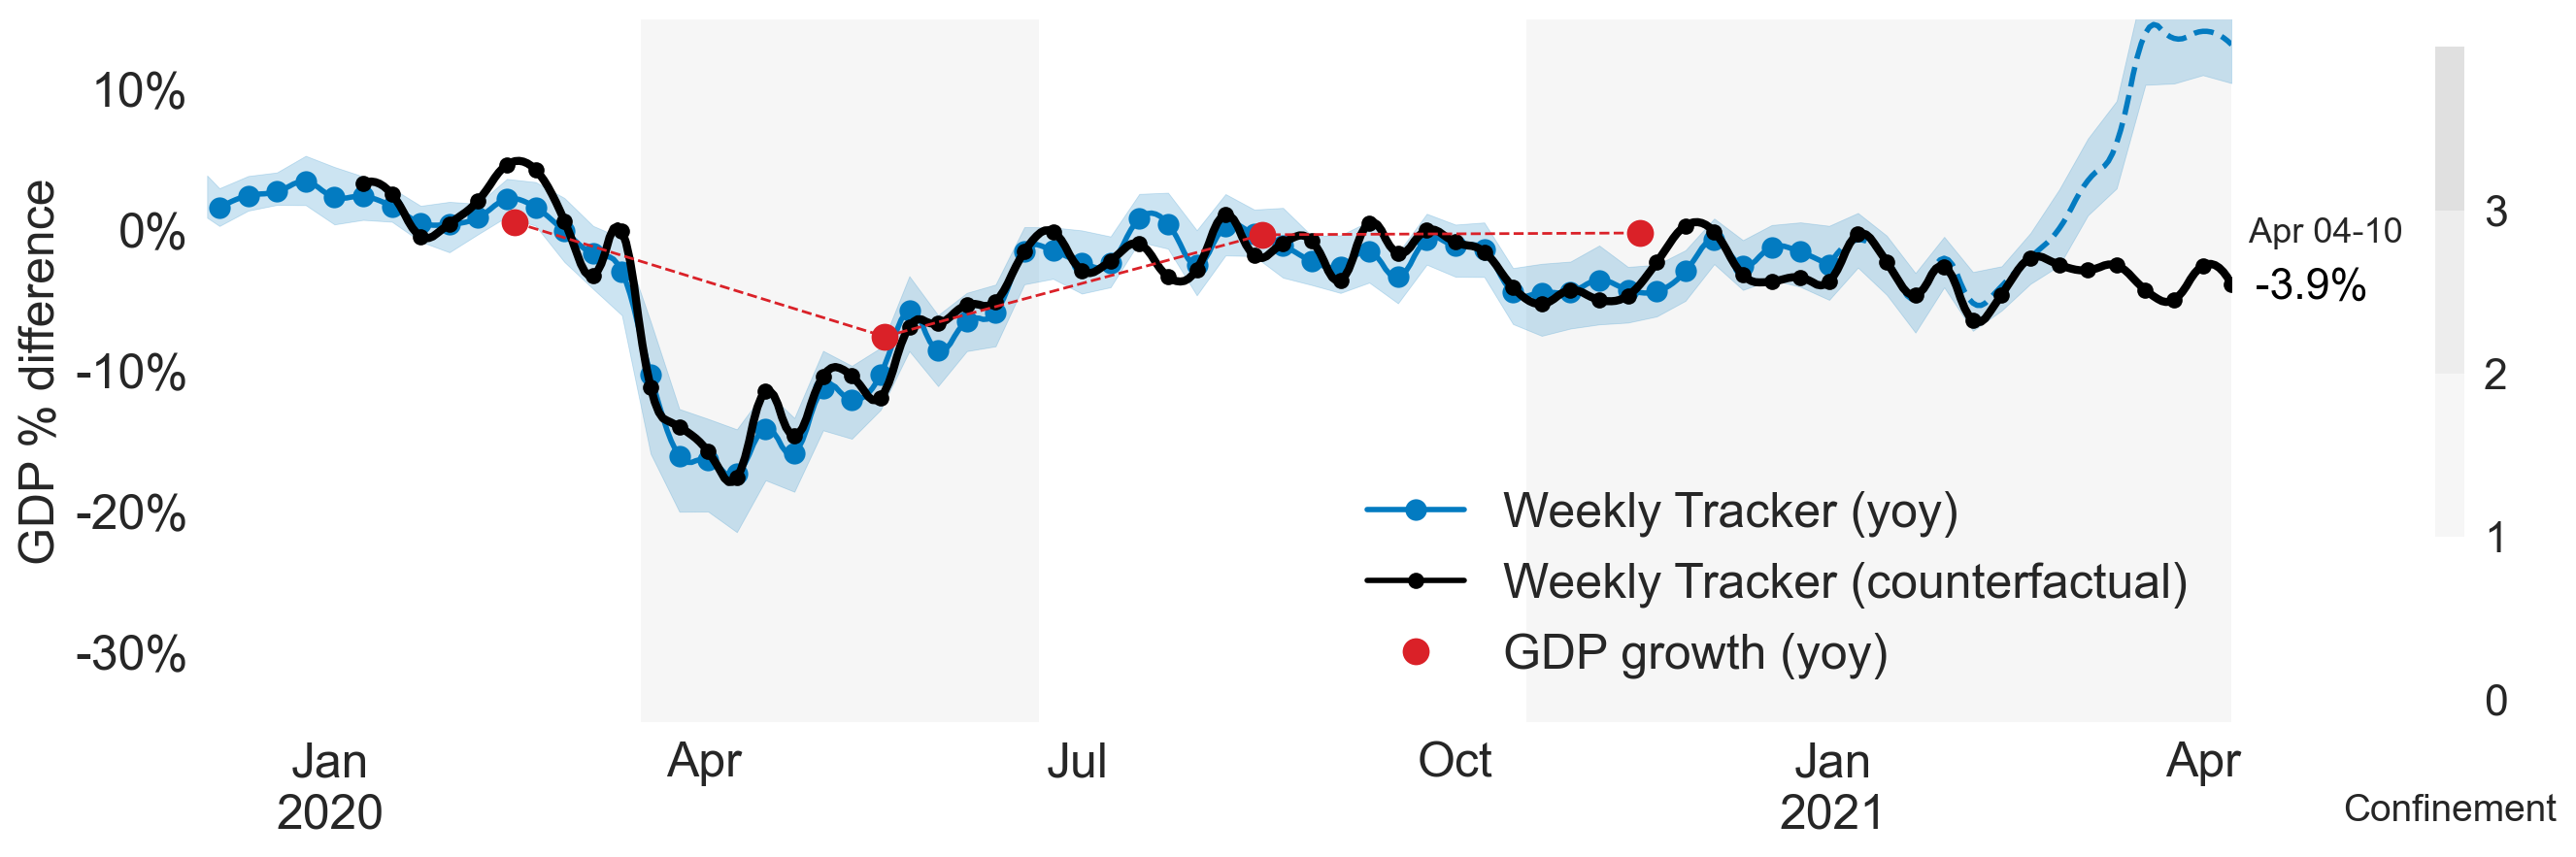 GDP % difference
10%
0%
-10%
-20%
-30%
Jan
2020
Apr
Jul
Oct
Jan
2021
Apr
Weekly Tracker (yoy)
Weekly Tracker (counterfactual)
GDP growth (yoy)
Apr 04-10
-3.9%
3
2
1
0
Confinement